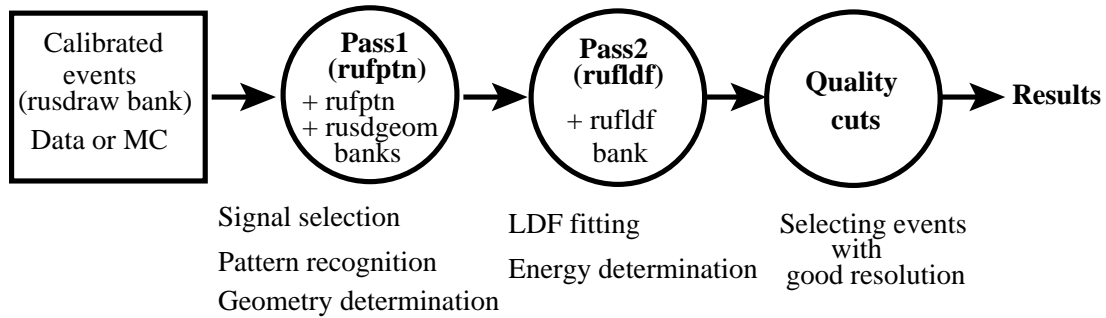 Calibrated
events
(rusdraw bank)
Data or MC
Pass1
(rufptn)
+ rufptn
+ rusdgeom
banks
Signal selection
Pattern recognition
Geometry determination
Pass2
(rufldf)
+ rufldf
bank
LDF fitting
Energy determination
Quality
cuts
Selecting events
with
good resolution
Results